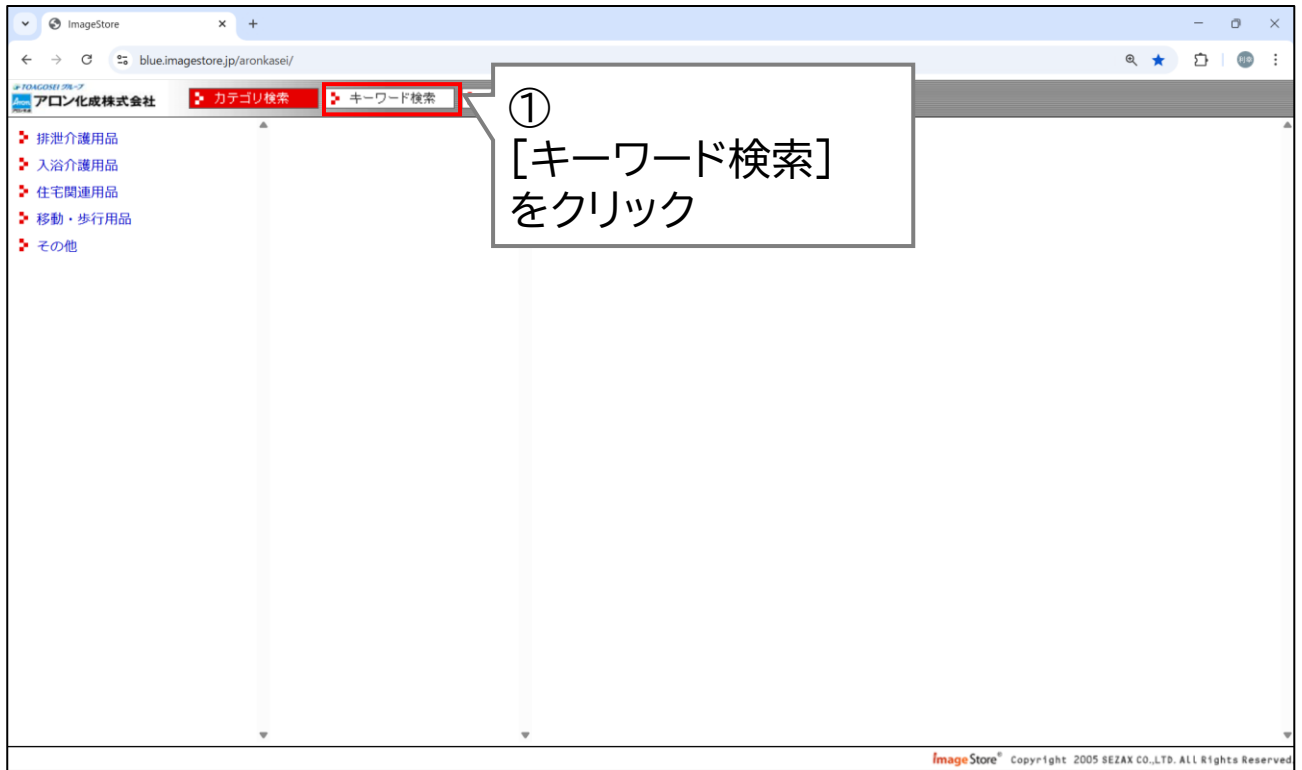 ImageStore
blue.imagestore.jp/aronkasei/
TOAGOSEI グループ
アロン化成株式会社
カテゴリ検索
キーワード検索
①
[キーワード検索]
をクリック
排泄介護用品
入浴介護用品
住宅関連用品
移動・歩行用品
その他
ImageStore® Copyright 2005 SEZAX CO.,LTD. All Rights Reserved